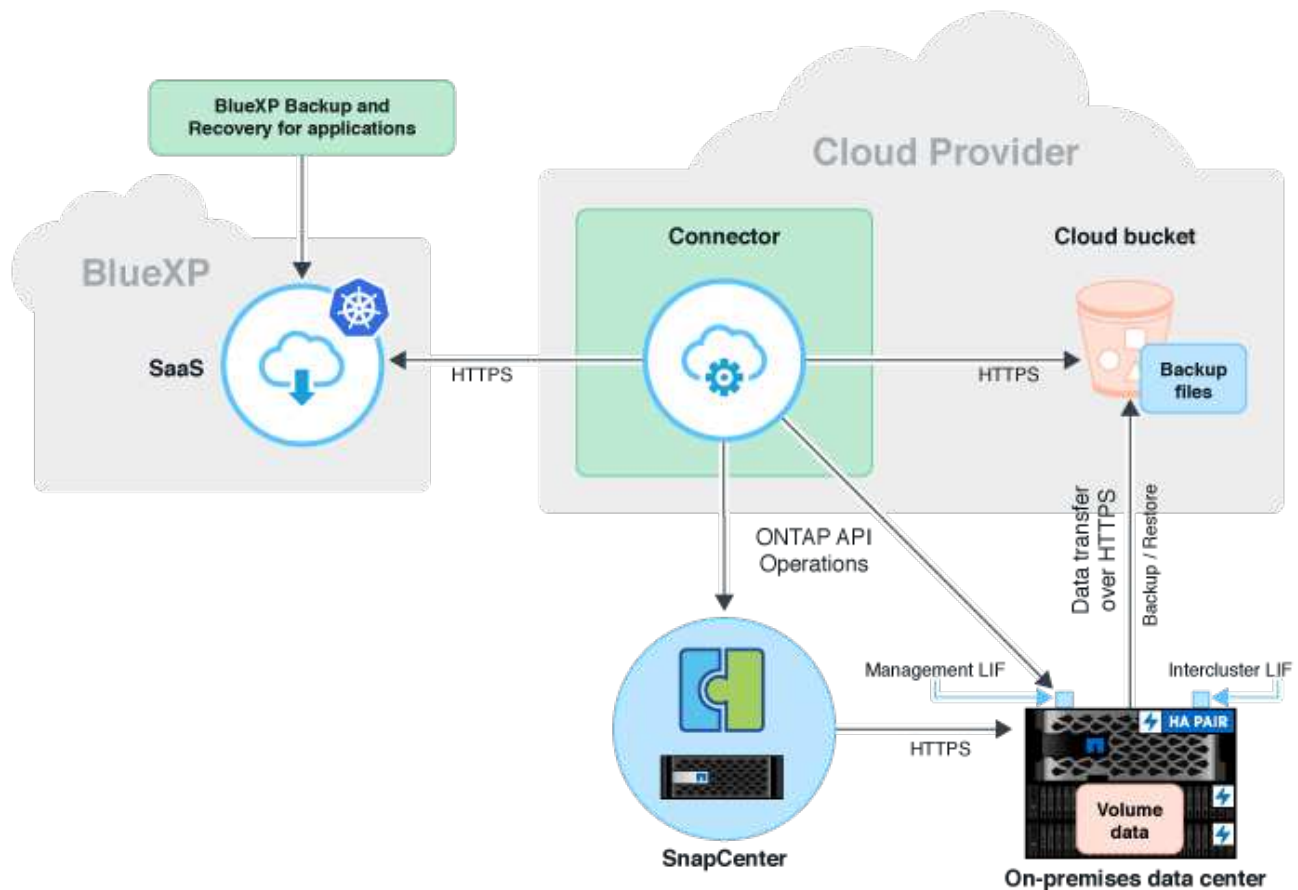 BlueXP Backup and
Recovery for applications
Cloud Provider
BlueXP
SaaS
Connector
Cloud bucket
HTTPS
HTTPS
Backup
files
ONTAP API
Operations
Data transfer
over HTTPS
Backup / Restore
Management LIF
Intercluster LIF
HTTPS
HA PAIR
Volume
data
SnapCenter
On-premises data center